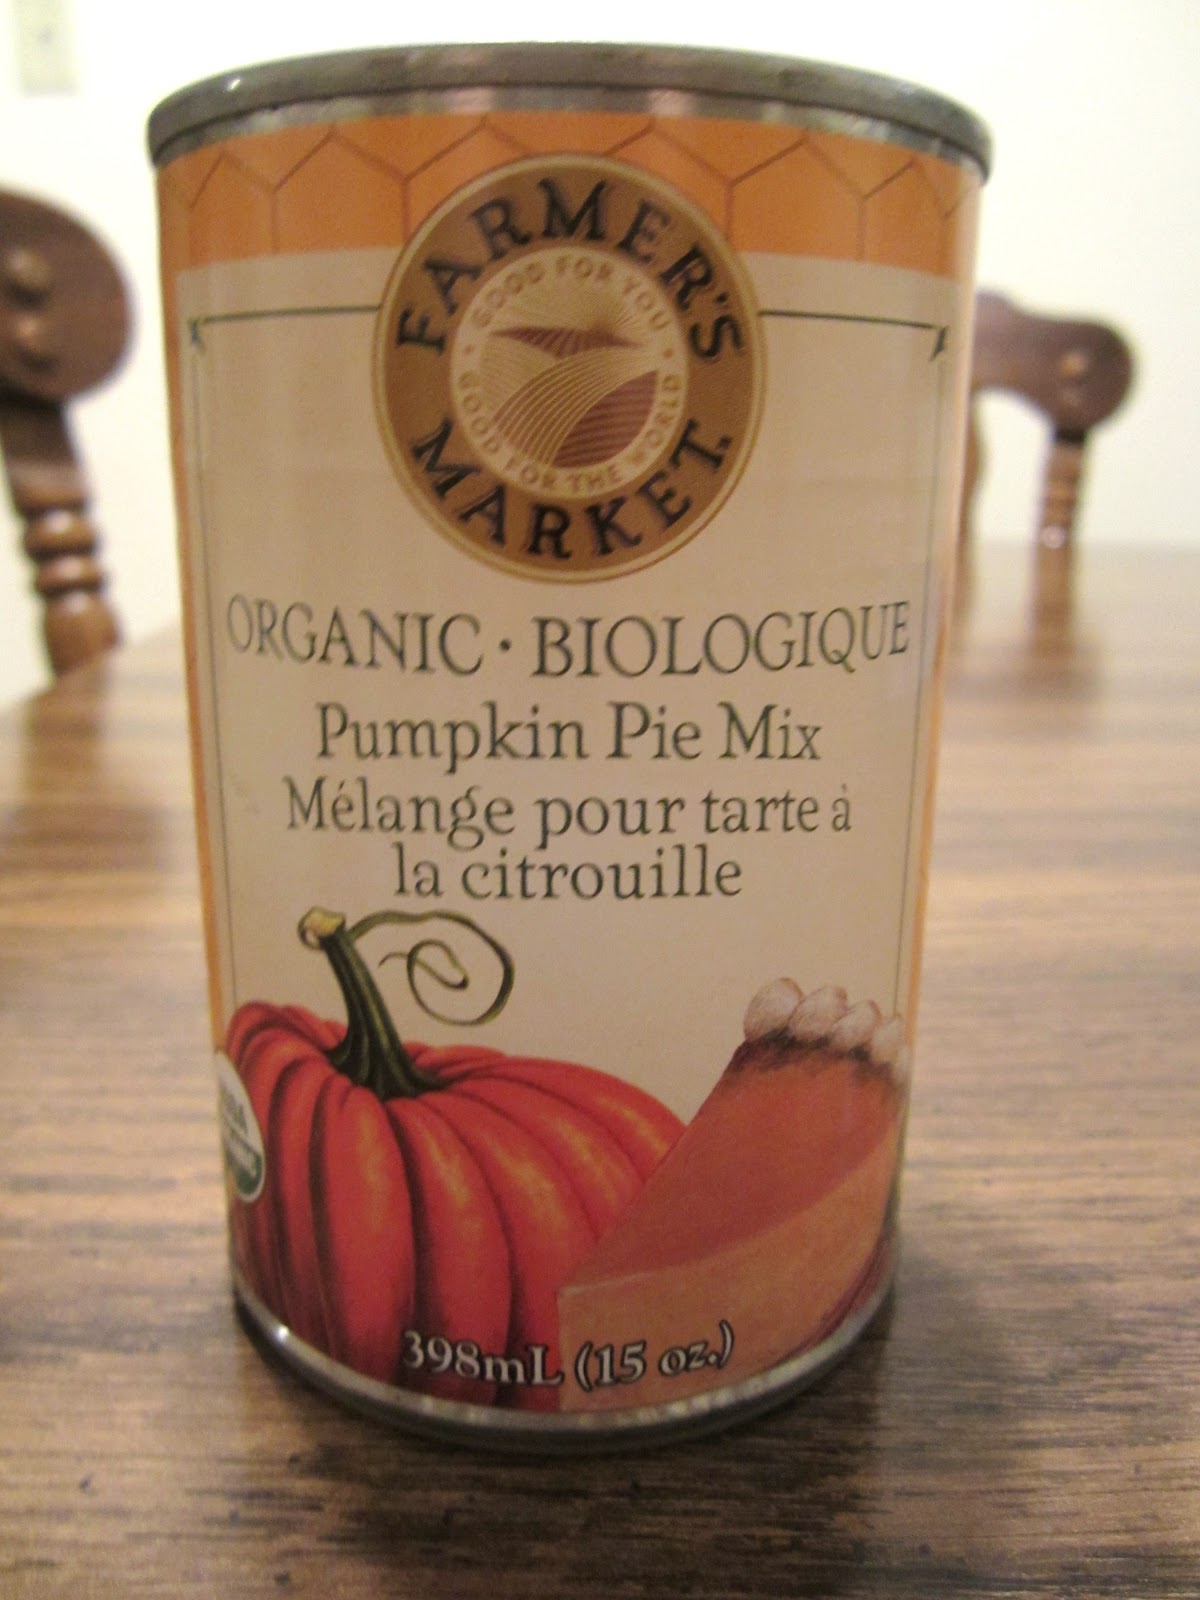 FARMER'S
GOOD FOR YOU
GOOD FOR THE WORLD
MARKET
ORGANIC · BIOLOGIQUE
Pumpkin Pie Mix
Mélange pour tarte à
la citrouille
398mL (15 oz.)